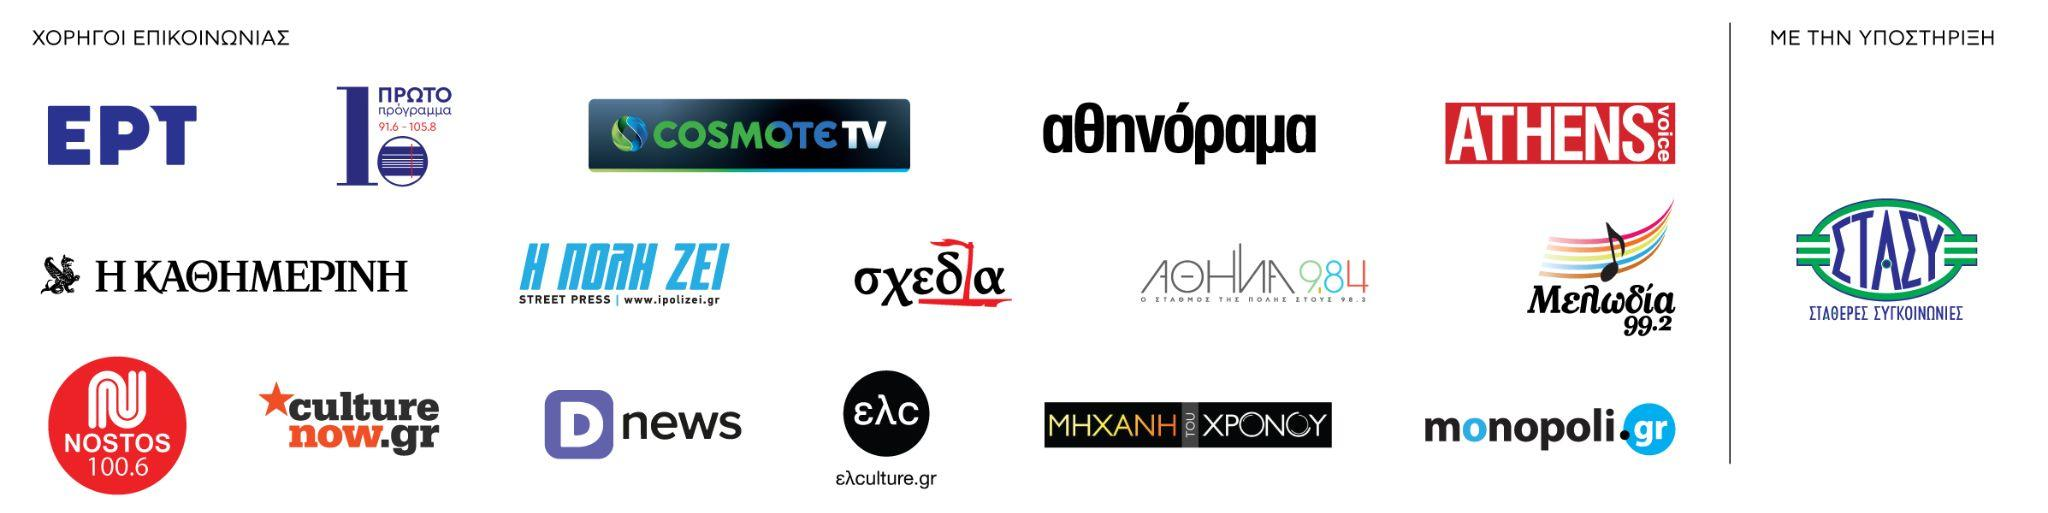 ΧΟΡΗΓΟΙ ΕΠΙΚΟΙΝΩΝΙΑΣ
ΕΡΤ
ΠΡΩΤΟ
πρόγραμμα
91.6 - 105.8
COSMOTE TV
αθηνόραμα
ATHENS voice
Η ΚΑΘΗΜΕΡΙΝΗ
Η ΠΟΛΗ ΖΕΙ
STREET PRESS | www.ipolizei.gr
σχεδία
ΑΘΗΝΑ 9,84
Ο ΣΤΑΘΜΟΣ ΤΗΣ ΠΟΛΗΣ ΣΤΟΥΣ 98.3
Μελωδία
99.2
NOSTOS
100.6
culture
now.gr
D news
ελc
ελculture.gr
ΜΗΧΑΝΗ ΤΟΥ ΧΡΟΝΟΥ
monopoli.gr
ΜΕ ΤΗΝ ΥΠΟΣΤΗΡΙΞΗ
ΣΤΑΣΥ
ΣΤΑΘΕΡΕΣ ΣΥΓΚΟΙΝΩΝΙΕΣ